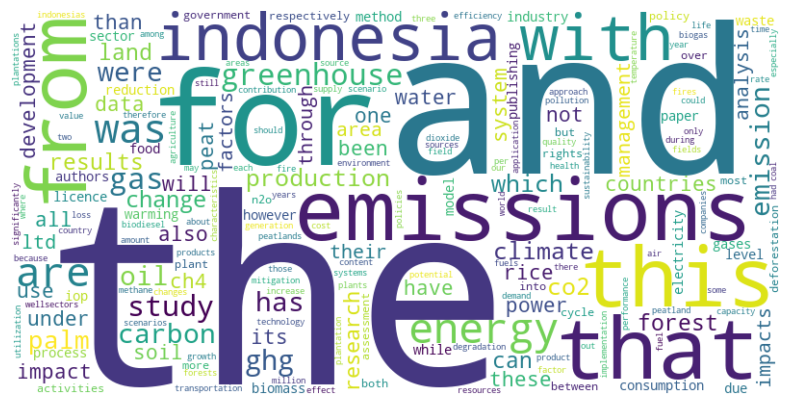 the
and
for
from
this
that
emissions
indonesia
with
energy
emission
greenhouse
was
are
were
gas
oil
carbon
study
has
ghg
production
countries
climate
which
change
also
will
results
data
land
than
sector
development
peat
factors
through
water
one
area
been
system
publishing
not
but
paper
management
analysis
industry
method
respectively
government
indonesias
among
efficiency
three
policy
biogas
life
year
waste
over
time
especially
plantations
reduction
contribution
areas
source
supply
scenario
still
approach
pollution
could
fires
rate
temperature
value
two
therefore
food
agriculture
should
dioxide
sources
field
per
our
application
quality
rights
health
only
during
fields
sustainability
authors
may
each
fire
environment
licence
where
significantly
warming
n2o
years
model
world
result
most
had
coal
companies
all
loss
about
country
biodiesel
however
policies
characteristics
peatlands
generation
cost
their
gases
level
deforestation
ltd
because
amount
products
plant
those
content
systems
mitigation
methane
changes
ch4
use
iop
potential
increase
plants
have
co2
rice
into
fuels
there
air
electricity
some
performance
under
wellsectors
utilization
palm
soil
scenarios
its
research
assessment
plantation
power
demand
cycle
forest
peatland
capacity
impacts
process
growth
technology
forests
more
while
degradation
can
product
out
factor
implementation
fuel
impact
activities
transportation
biomass
million
effect
both
resources
these
between
consumption
due